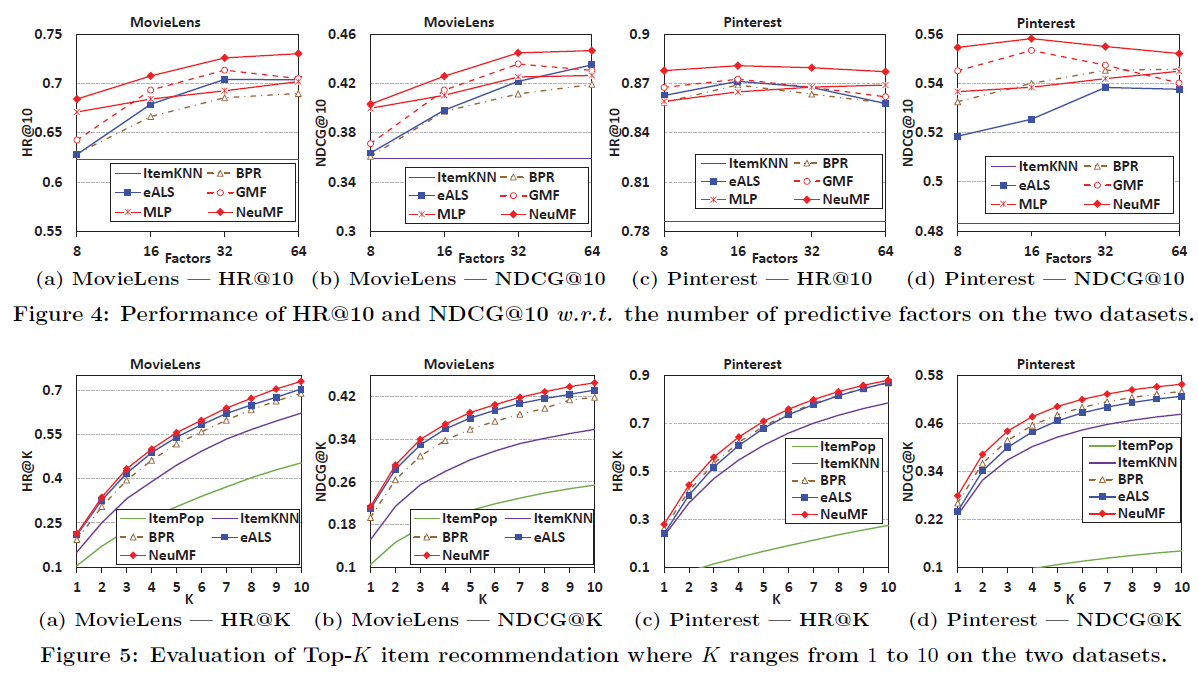 MovieLens
0.75
0.7
0.65
0.6
0.55
HR@10
ItemKNN
BPR
eALS
GMF
MLP
NeuMF
8
16
32
64
Factors
(a) MovieLens — HR@10
MovieLens
0.46
0.42
0.38
0.34
0.3
NDCG@10
ItemKNN
BPR
eALS
GMF
MLP
NeuMF
8
16
32
64
Factors
(b) MovieLens — NDCG@10
Pinterest
0.9
0.87
0.84
0.81
0.78
HR@10
ItemKNN
BPR
eALS
GMF
MLP
NeuMF
8
16
32
64
Factors
(c) Pinterest — HR@10
Pinterest
0.56
0.54
0.52
0.5
0.48
NDCG@10
ItemKNN
BPR
eALS
GMF
MLP
NeuMF
8
16
32
64
Factors
(d) Pinterest — NDCG@10
Figure 4: Performance of HR@10 and NDCG@10 w.r.t. the number of predictive factors on the two datasets.
MovieLens
0.7
0.55
0.4
0.25
0.1
HR@K
ItemPop
ItemKNN
BPR
eALS
NeuMF
1 2 3 4 5 6 7 8 9 10
K
(a) MovieLens — HR@K
MovieLens
0.42
0.34
0.26
0.18
0.1
NDCG@K
ItemPop
ItemKNN
BPR
eALS
NeuMF
1 2 3 4 5 6 7 8 9 10
K
(b) MovieLens — NDCG@K
Pinterest
0.9
0.7
0.5
0.3
0.1
HR@K
ItemPop
ItemKNN
BPR
eALS
NeuMF
1 2 3 4 5 6 7 8 9 10
K
(c) Pinterest — HR@K
Pinterest
0.58
0.46
0.34
0.22
0.1
NDCG@K
ItemPop
ItemKNN
BPR
eALS
NeuMF
1 2 3 4 5 6 7 8 9 10
K
(d) Pinterest — NDCG@K
Figure 5: Evaluation of Top-K item recommendation where K ranges from 1 to 10 on the two datasets.